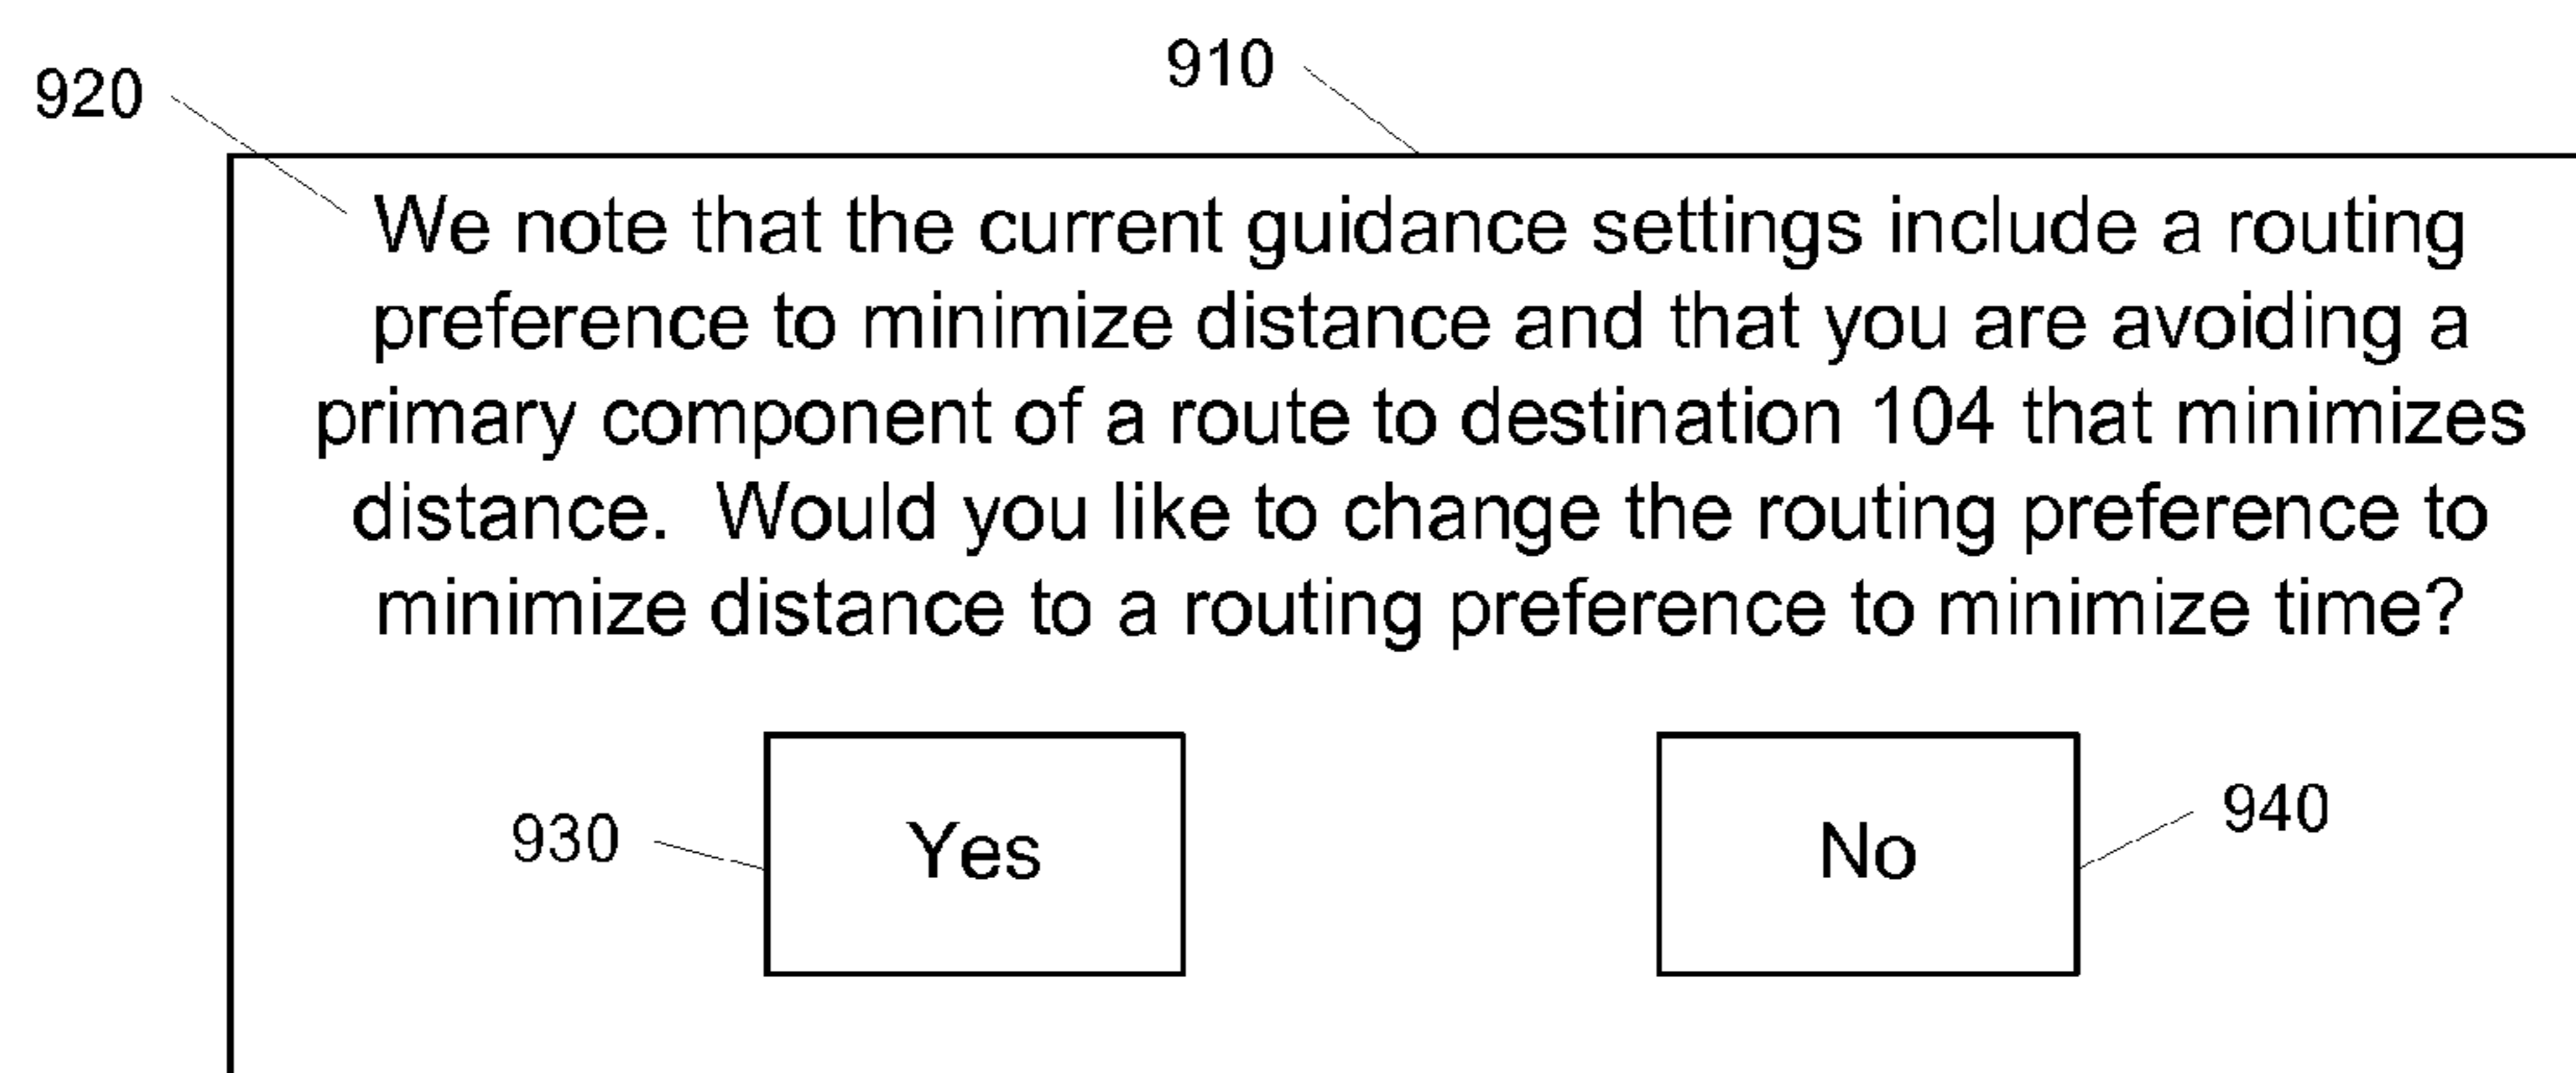 910
920
We note that the current guidance settings include a routing
preference to minimize distance and that you are avoiding a
primary component of a route to destination 104 that minimizes
distance.  Would you like to change the routing preference to
minimize distance to a routing preference to minimize time?
930
Yes
No
940